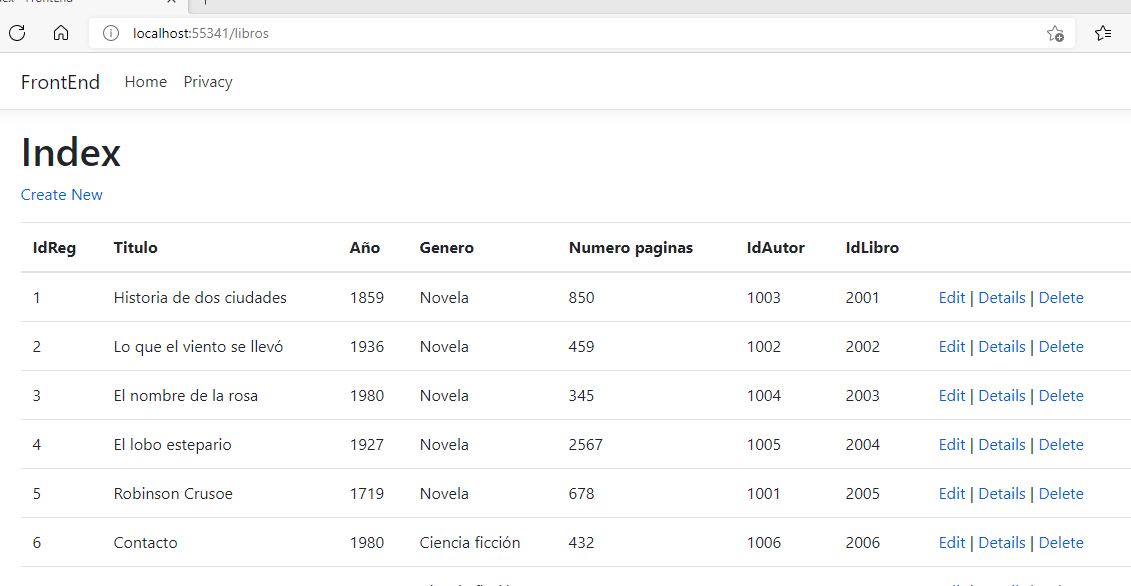 localhost:55341/libros
FrontEnd Home Privacy
Index
Create New
IdReg Titulo Año Genero Numero paginas IdAutor IdLibro
1 Historia de dos ciudades 1859 Novela 850 1003 2001 Edit | Details | Delete
2 Lo que el viento se llevó 1936 Novela 459 1002 2002 Edit | Details | Delete
3 El nombre de la rosa 1980 Novela 345 1004 2003 Edit | Details | Delete
4 El lobo estepario 1927 Novela 2567 1005 2004 Edit | Details | Delete
5 Robinson Crusoe 1719 Novela 678 1001 2005 Edit | Details | Delete
6 Contacto 1980 Ciencia ficción 432 1006 2006 Edit | Details | Delete